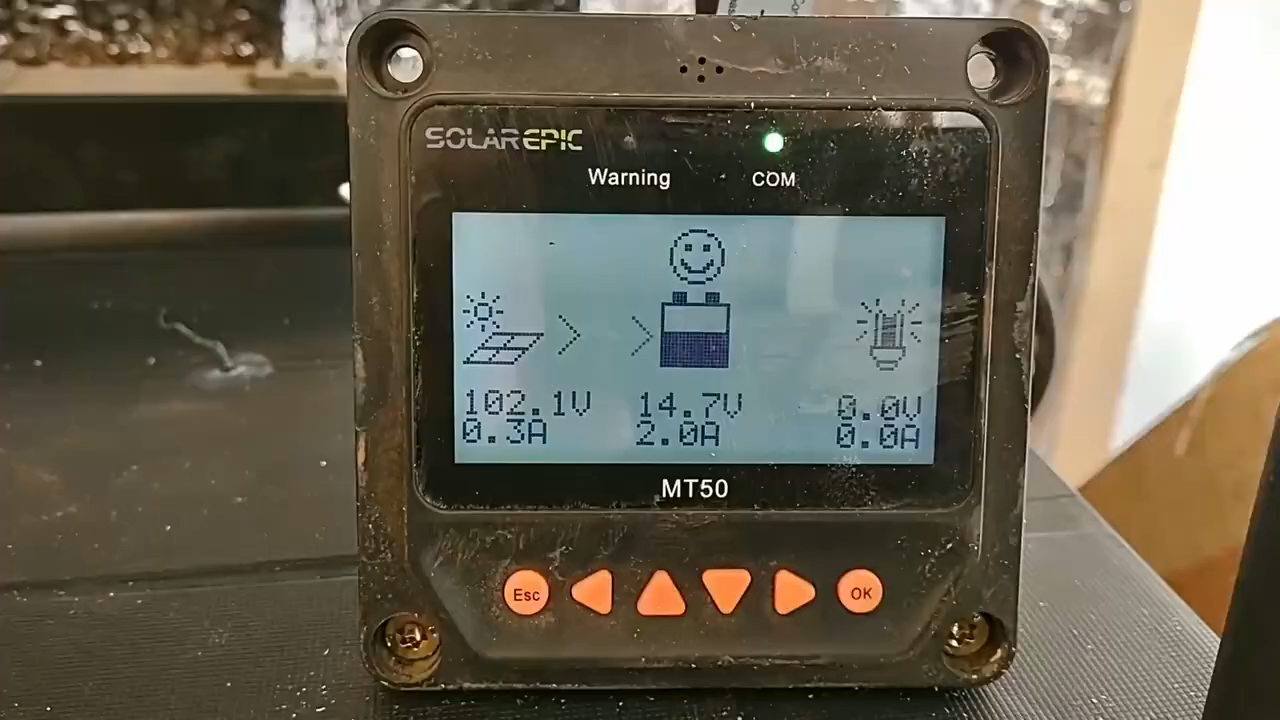 SOLAREPIC
Warning COM
102.1V 14.7V 0.0V
0.3A 2.0A 0.0A
MT50
Esc OK